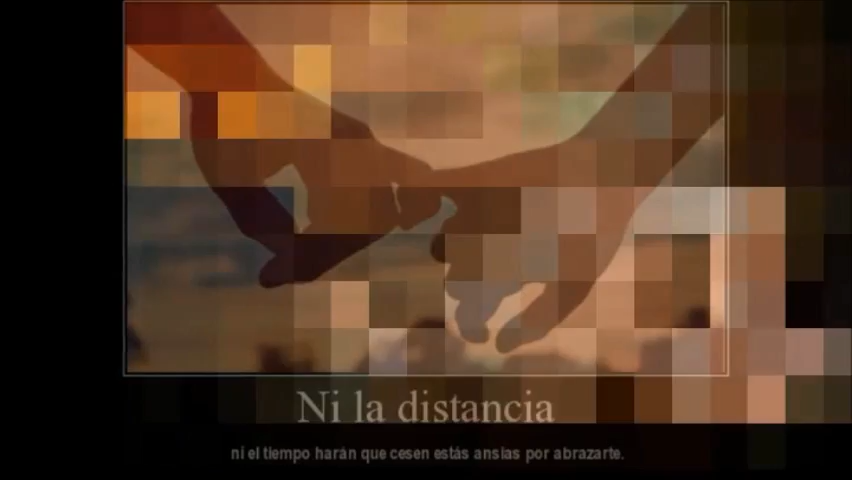 Ni la distancia
ni el tiempo harán que cesen estás ansias por abrazarte.